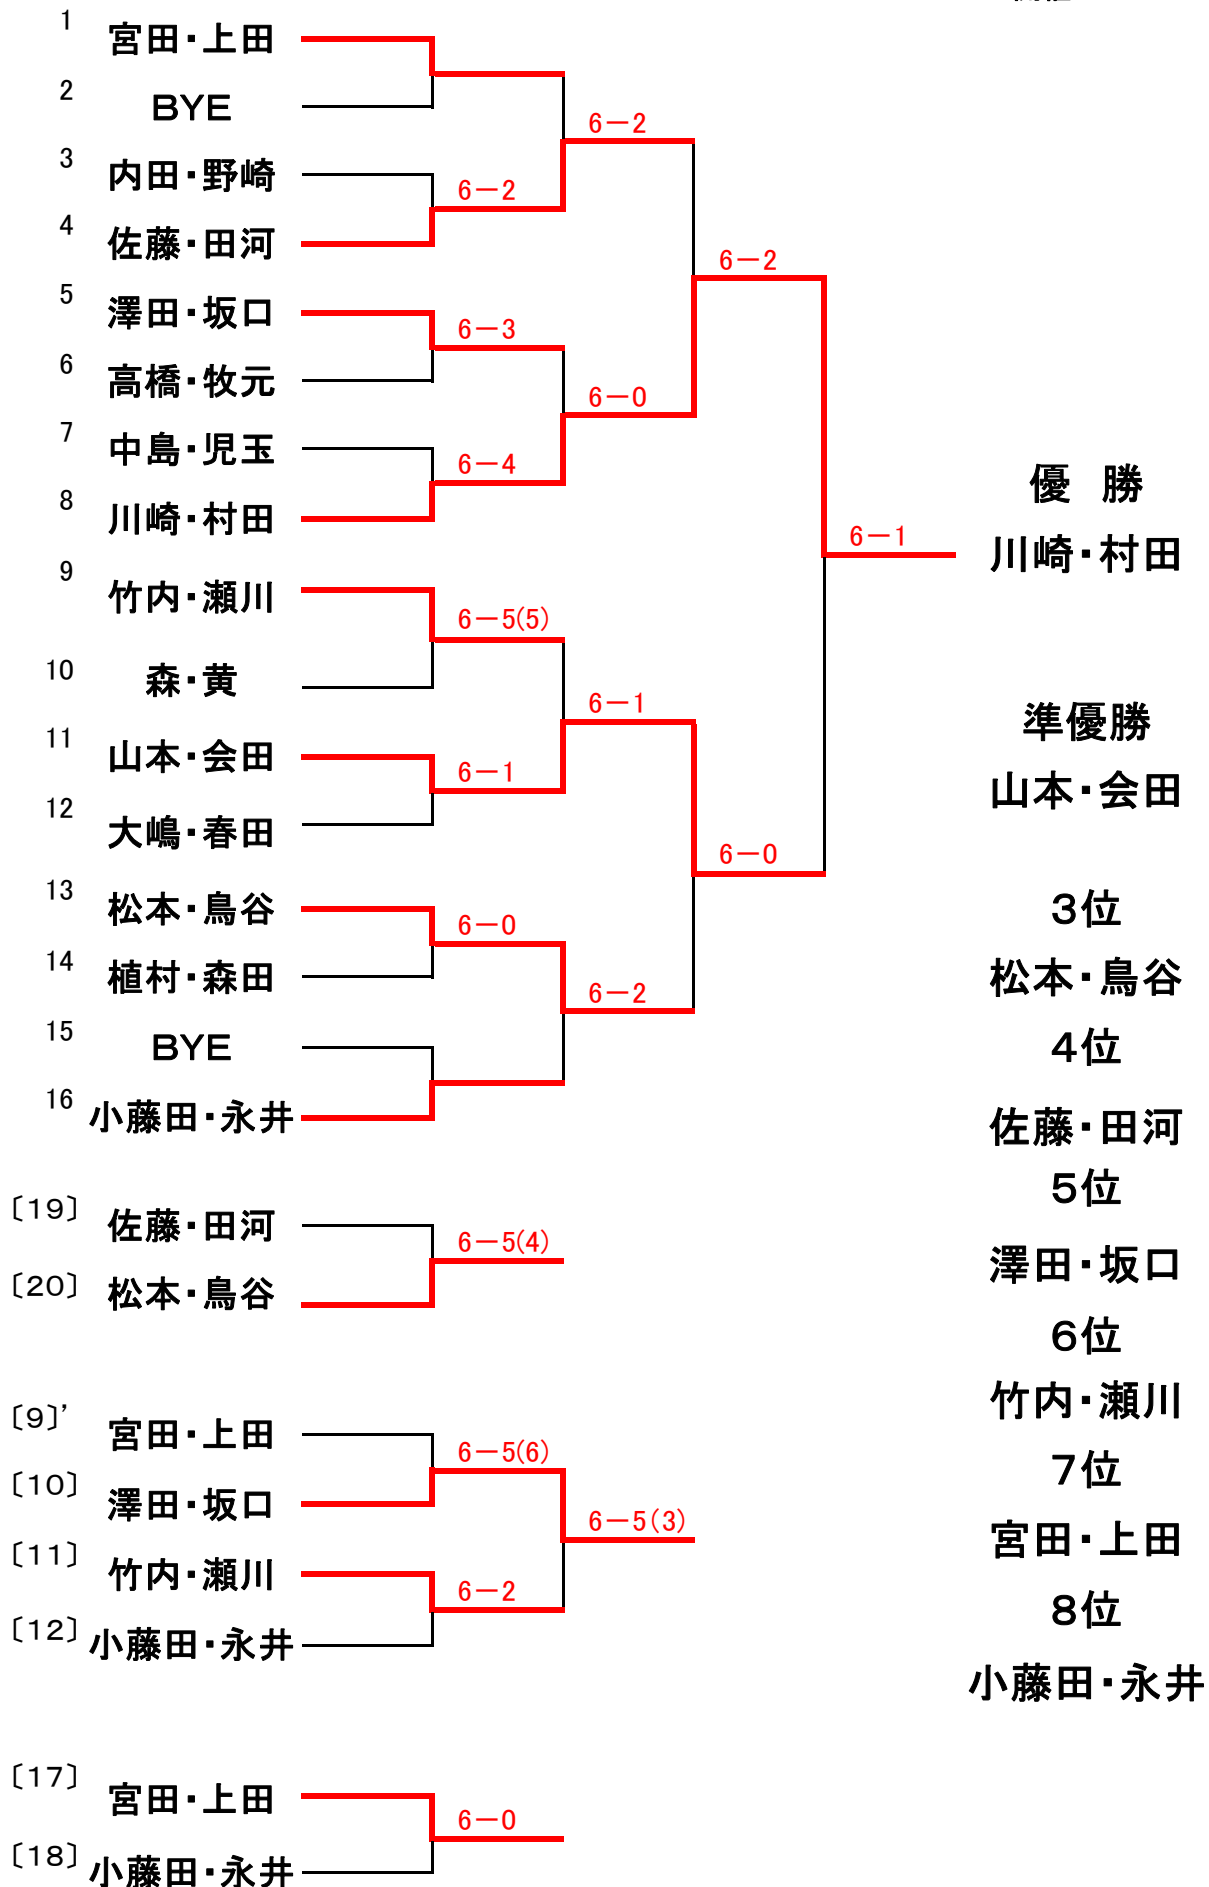 1 宮田・上田
2 BYE
6－2
3 内田・野崎
6－2
4 佐藤・田河
6－2
5 澤田・坂口
6－3
6 高橋・牧元
6－0
7 中島・児玉
6－4
8 川崎・村田
優　勝
6－1
川崎・村田
9 竹内・瀬川
6－5(5)
10 森・黄
6－1
準優勝
11 山本・会田
6－1
山本・会田
12 大嶋・春田
6－0
13 松本・鳥谷
6－0
3位
14 植村・森田
松本・鳥谷
6－2
15 BYE
4位
16 小藤田・永井
佐藤・田河
5位
〔19〕 佐藤・田河
6－5(4)
澤田・坂口
〔20〕 松本・鳥谷
6位
竹内・瀬川
〔9〕’ 宮田・上田
6－5(6)
7位
〔10〕 澤田・坂口
6－5(3)
宮田・上田
〔11〕 竹内・瀬川
6－2
8位
〔12〕 小藤田・永井
小藤田・永井
〔17〕 宮田・上田
6－0
〔18〕 小藤田・永井